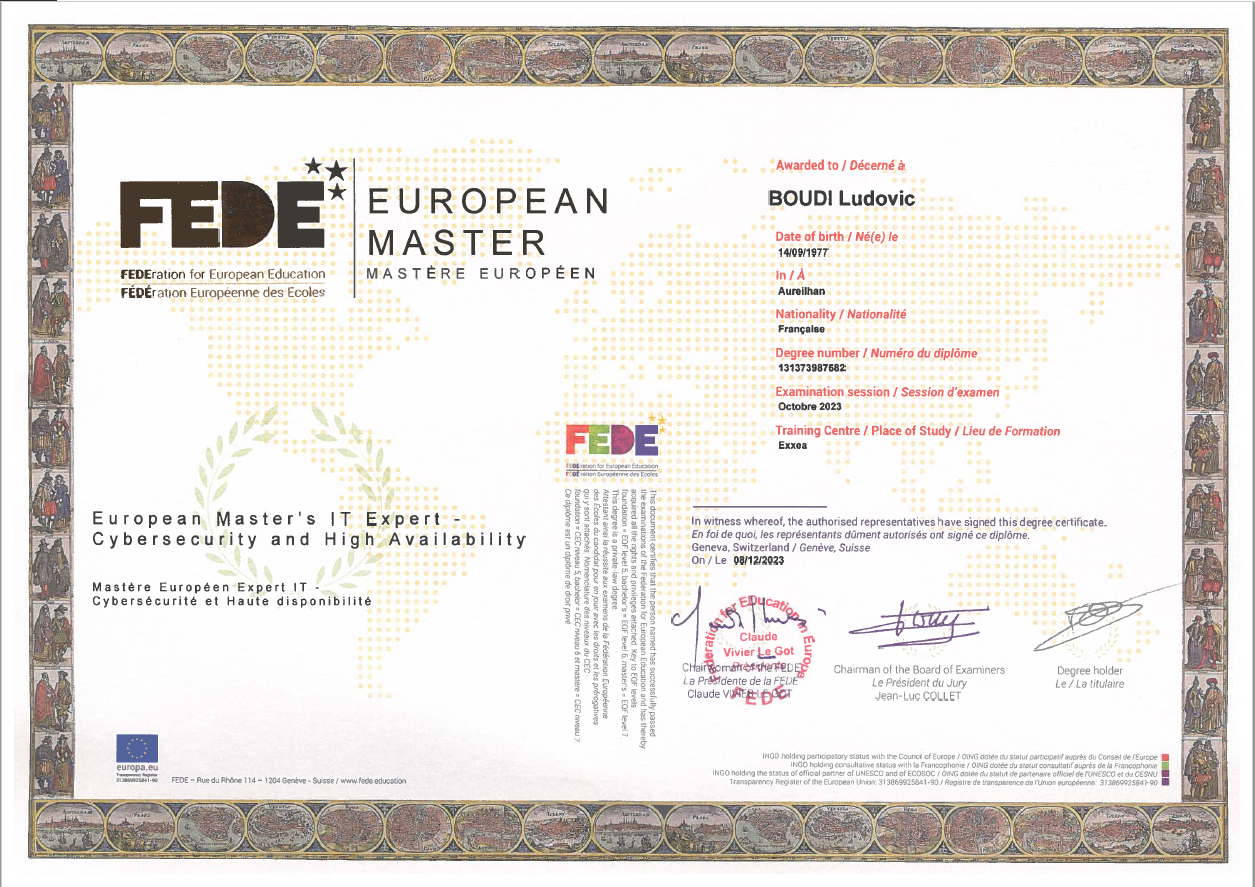 FEDE
FEDEration for European Education
FÉDÉration Européenne des Ecoles
EUROPEAN
MASTER
MASTÈRE EUROPÉEN
Awarded to / Décerné à
BOUDI Ludovic
Date of birth / Né(e) le
14/09/1977
In / À
Aureilhan
Nationality / Nationalité
Française
Degree number / Numéro du diplôme
131373987682
Examination session / Session d'examen
Octobre 2023
Training Centre / Place of Study / Lieu de Formation
Exxea
European Master's IT Expert -
Cybersecurity and High Availability
Mastère Européen Expert IT -
Cybersécurité et Haute disponibilité
FEDE
FEDEration for European Education
FEDEration Européenne des Ecoles
This document certifies that the person named has successfully passed
the examinations of the Federation for European Education and has thereby
acquired all the rights and privileges attached. Key to EQF levels
foundation = EQF level 5, bachelor's = EQF level 6, master's = EQF level 7
This degree is a private-law degree
Attestant ainsi la réussite aux examens de la Fédération Européenne
des Ecoles du candidat pour en jouir avec les droits et les prérogatives
qui y sont attachés. Nomenclature des niveaux du CEC
foundation = CEC niveau 5, bachelor = CEC niveau 6 et mastère = CEC niveau 7
Ce diplôme est un diplôme de droit privé
In witness whereof, the authorised representatives have signed this degree certificate.
En foi de quoi, les représentants dûment autorisés ont signé ce diplôme.
Geneva, Switzerland / Genève, Suisse
On / Le 08/12/2023
Federation for EDucation in Europe
Claude
Vivier Le Got
Présidente
FEDE
Chairwoman of the FEDE
La Présidente de la FEDE
Claude VIVIER LE GOT
Chairman of the Board of Examiners
Le Président du Jury
Jean-Luc COLLET
Degree holder
Le / La titulaire
europa.eu
Transparency Register
313869925841-90
FEDE – Rue du Rhône 114 – 1204 Genève - Suisse / www.fede.education
INGO holding participatory status with the Council of Europe / OING dotée du statut participatif auprès du Conseil de l'Europe
INGO holding consultative status with la Francophonie / OING dotée du statut consultatif auprès de la Francophonie
INGO holding the status of official partner of UNESCO and of ECOSOC / OING dotée du statut de partenaire officiel de l'UNESCO et du CESNU
Transparency Register of the European Union: 313869925841-90 / Registre de transparence de l'Union européenne: 313869925841-90